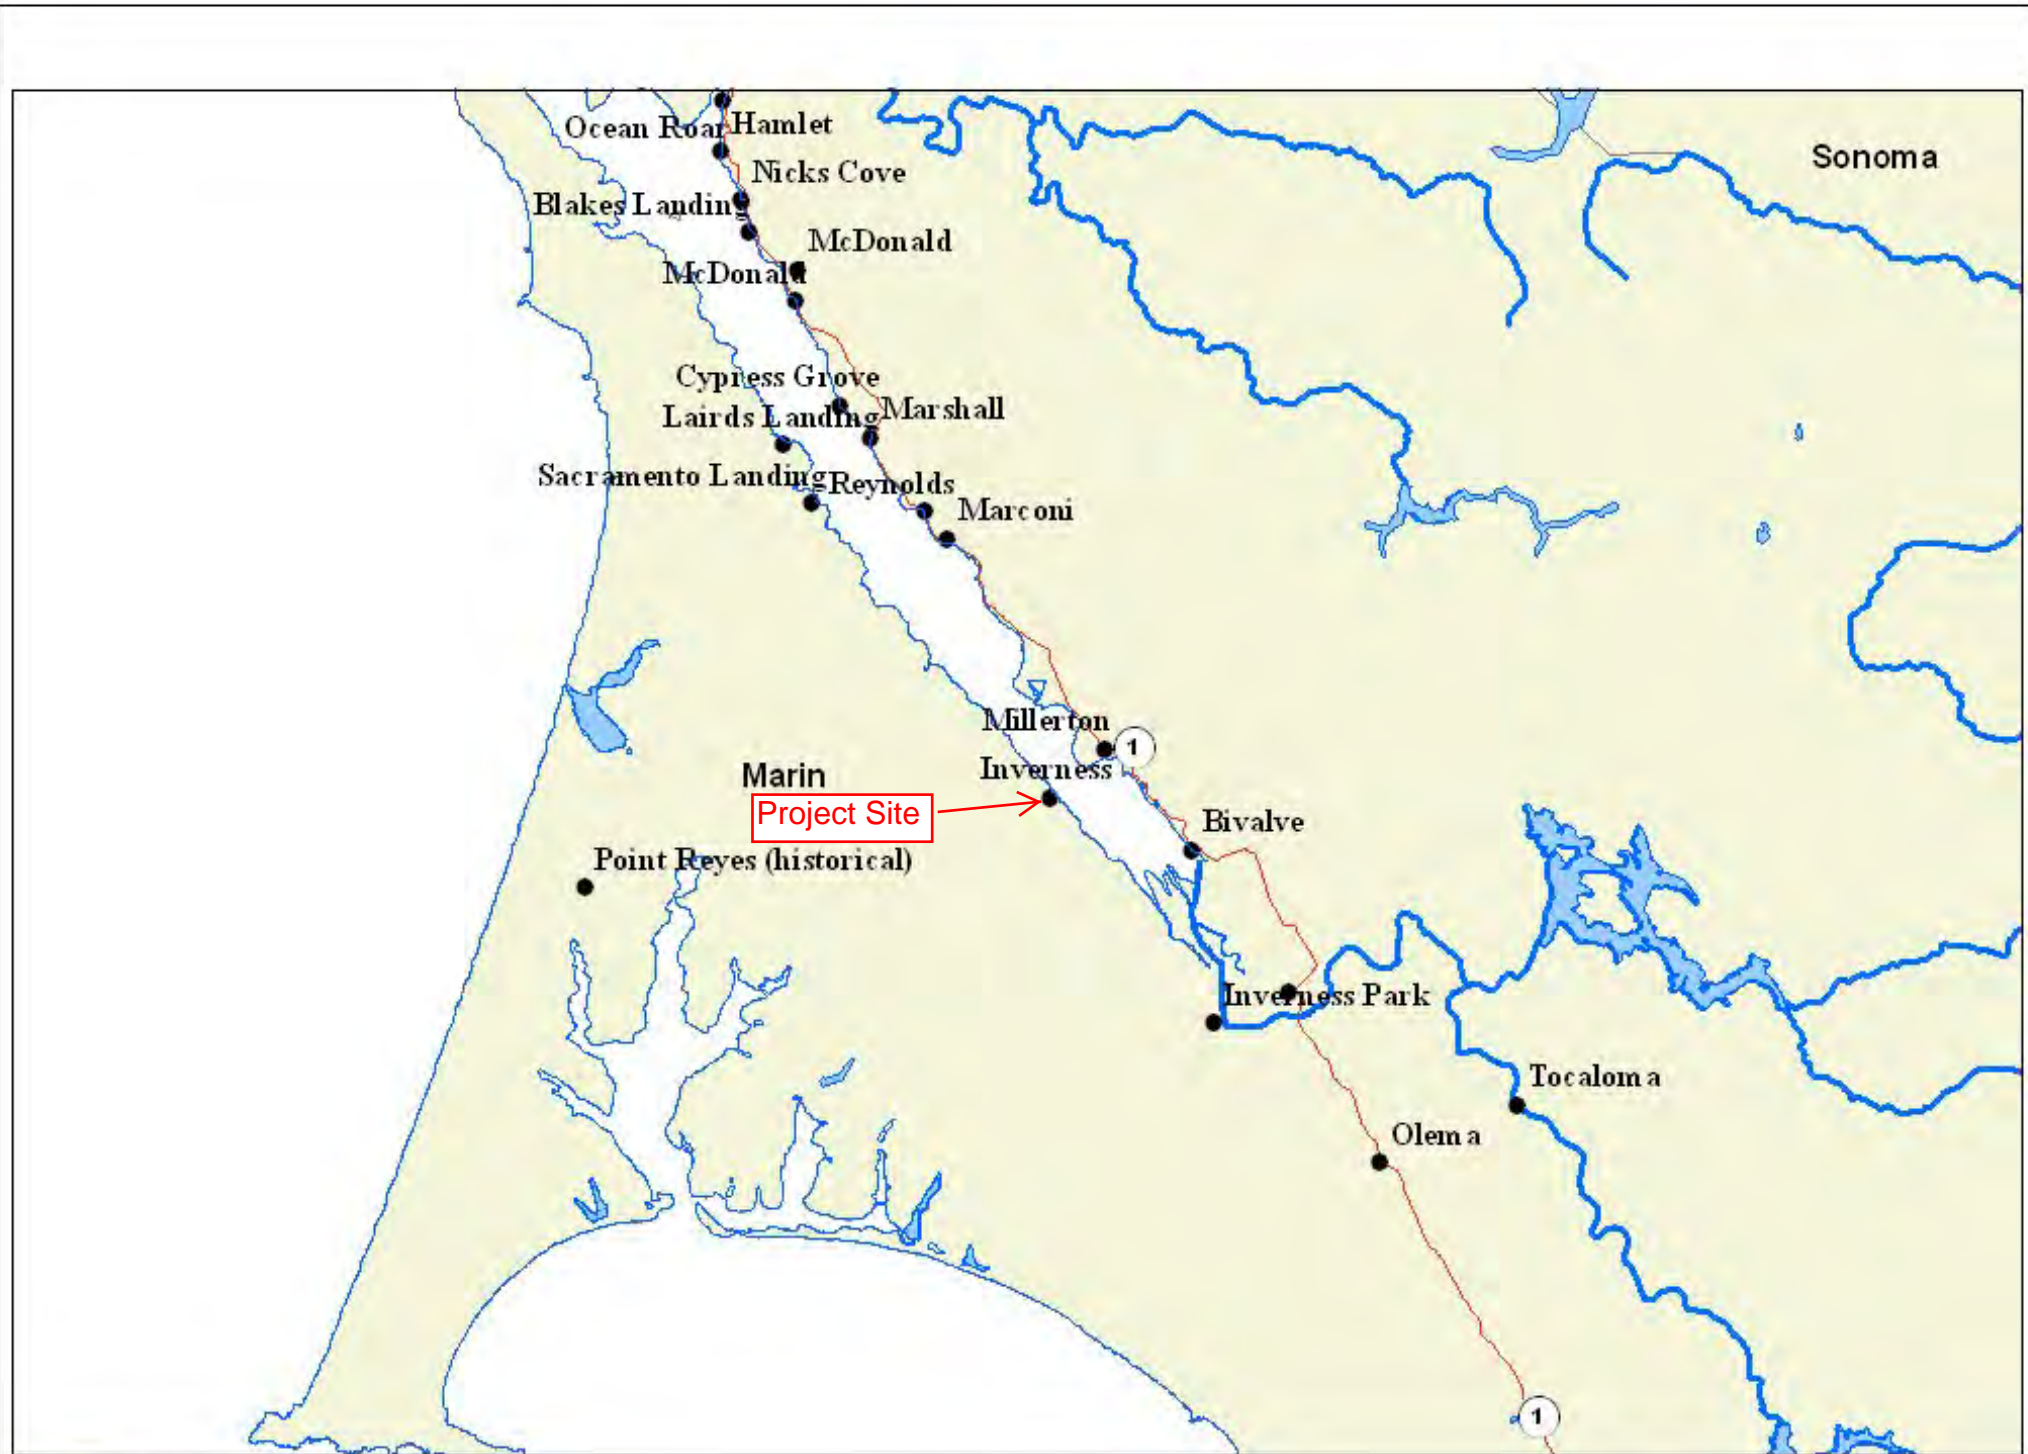 Ocean Roar
Hamlet
Sonoma
Nicks Cove
Blakes Landing
McDonald
McDonald
Cypress Grove
Lairds Landing
Marshall
Sacramento Landing
Reynolds
Marconi
Millerton
1
Inverness
Marin
Project Site
Bivalve
Point Reyes (historical)
Inverness Park
Tocaloma
Olema
1